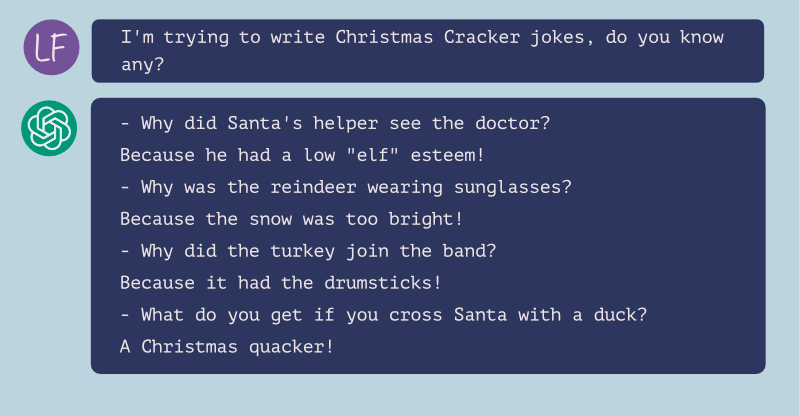 LF
I'm trying to write Christmas Cracker jokes, do you know
any?
- Why did Santa's helper see the doctor?
Because he had a low "elf" esteem!
- Why was the reindeer wearing sunglasses?
Because the snow was too bright!
- Why did the turkey join the band?
Because it had the drumsticks!
- What do you get if you cross Santa with a duck?
A Christmas quacker!